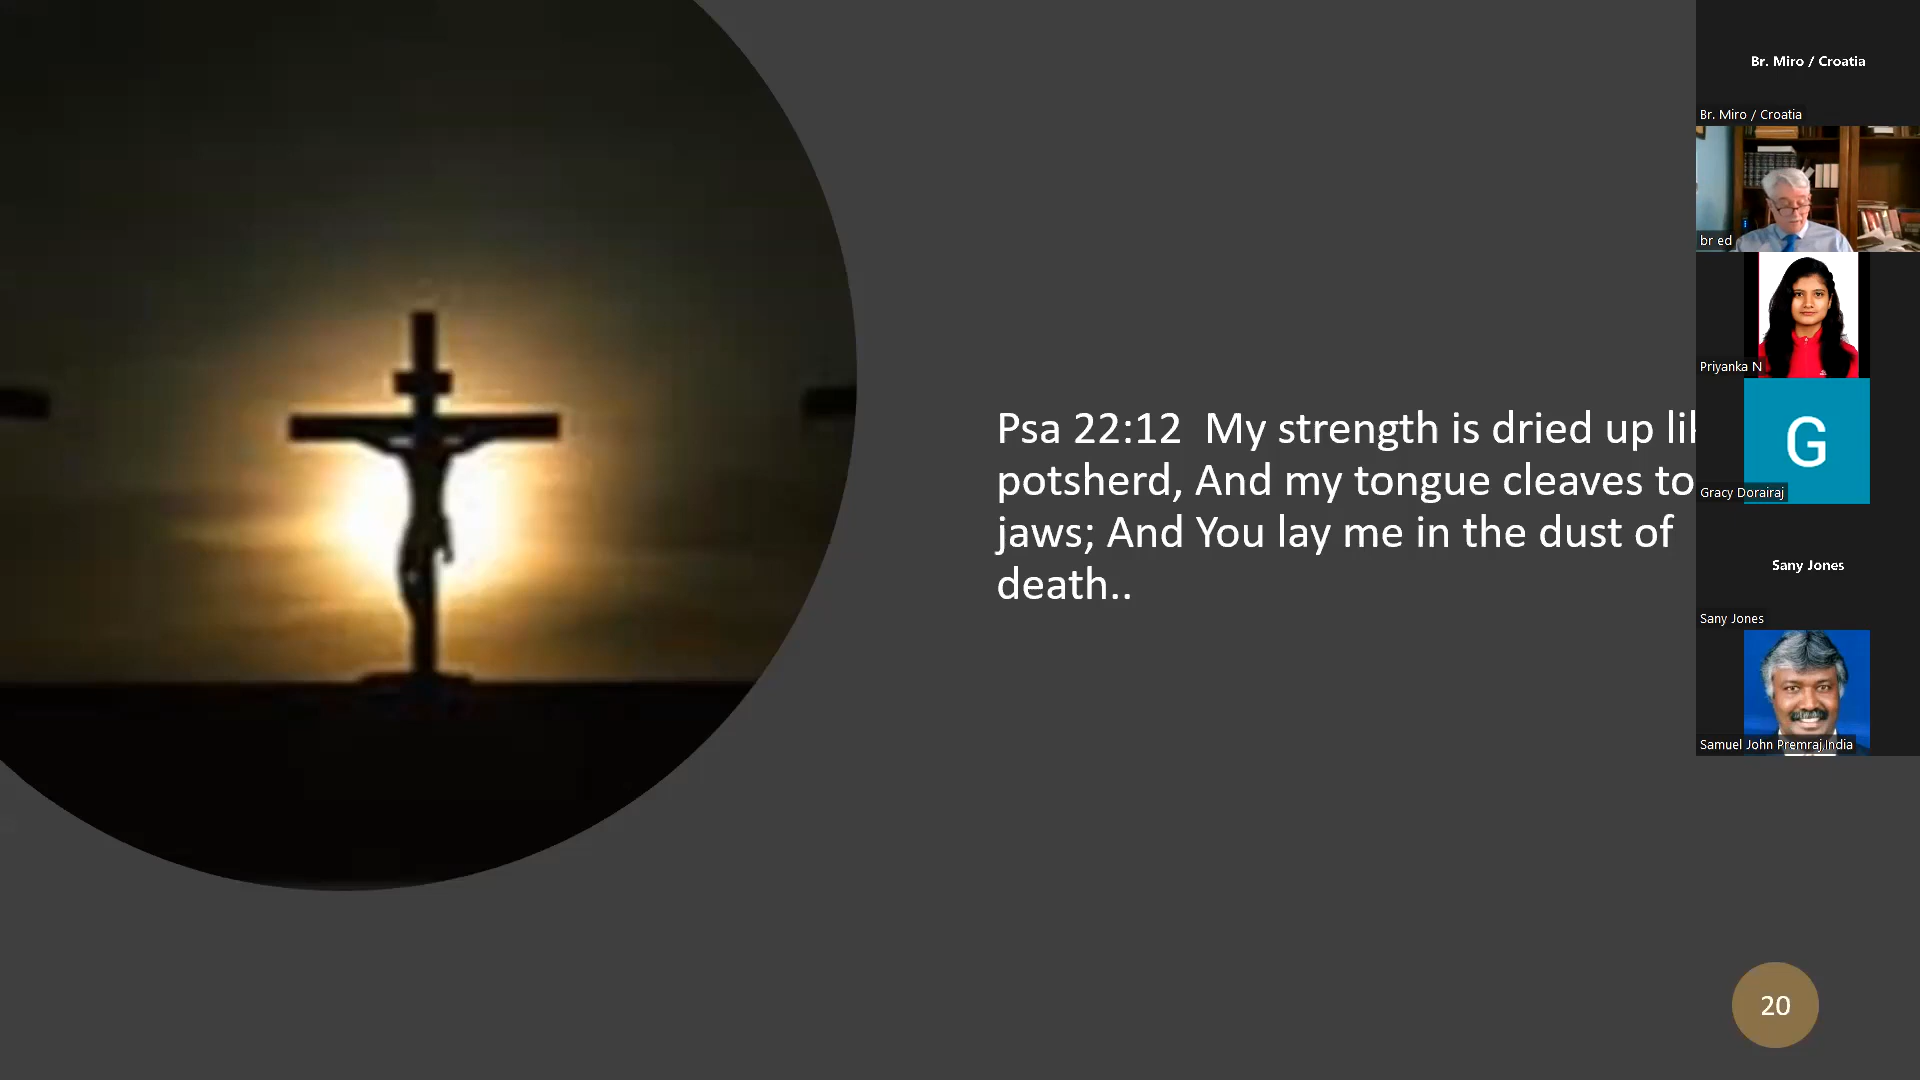 Psa 22:12  My strength is dried up
potsherd, And my tongue cleaves to
jaws; And You lay me in the dust of
death..
20
Br. Miro / Croatia
Br. Miro / Croatia
br ed
Priyanka N
G
Gracy Dorairaj
Sany Jones
Sany Jones
Samuel John Premraj,India